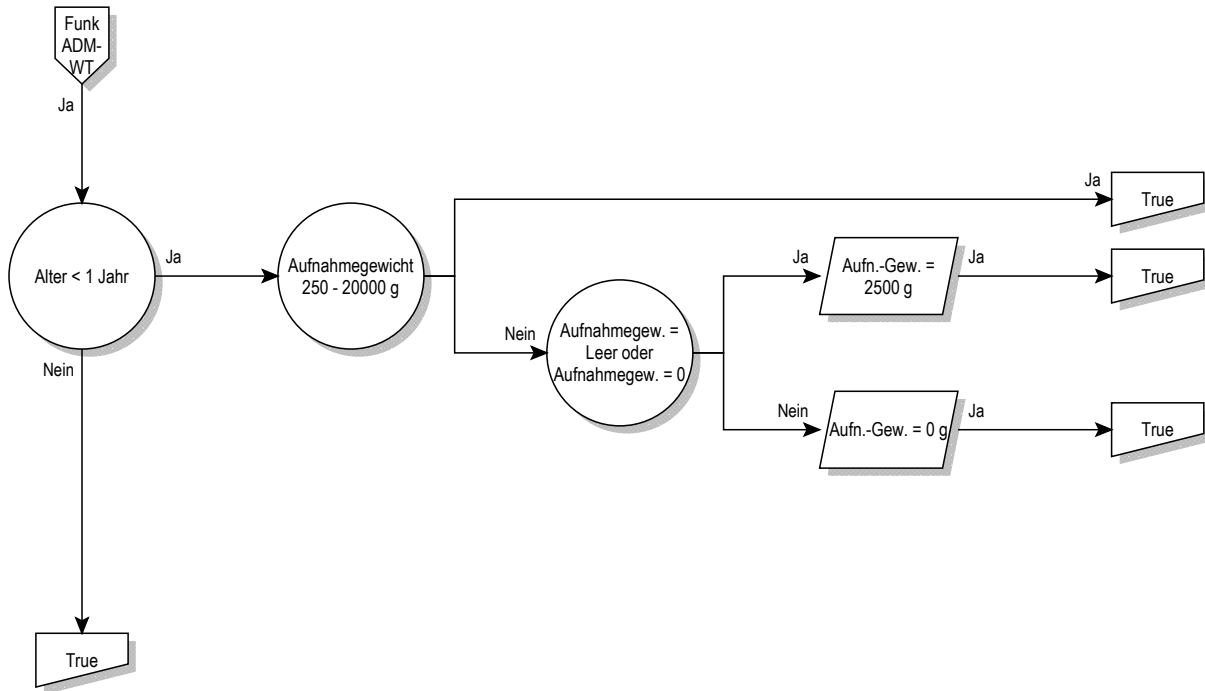 Funk
ADM-
WT
Ja
Ja
True
Alter < 1 Jahr
Ja
Aufnahmegewicht
250 - 20000 g
Ja
Aufn.-Gew. =
2500 g
Ja
True
Nein
Aufnahmegew. =
Leer oder
Aufnahmegew. = 0
Nein
Nein
Aufn.-Gew. = 0 g
Ja
True
True